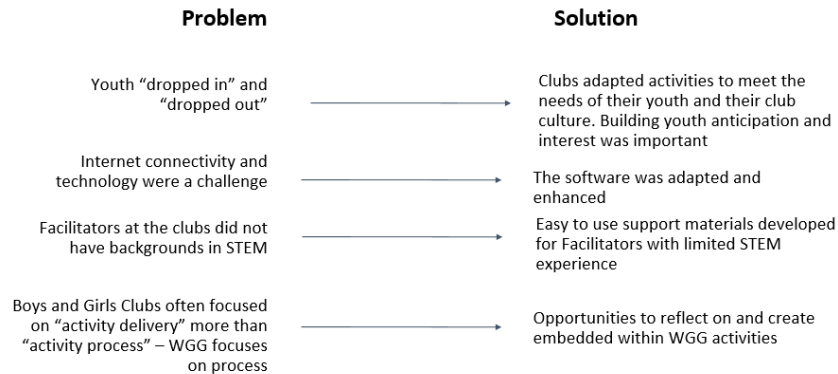 Problem
Solution
Youth “dropped in” and
“dropped out”
Clubs adapted activities to meet the
needs of their youth and their club
culture. Building youth anticipation and
interest was important
Internet connectivity and
technology were a challenge
The software was adapted and
enhanced
Facilitators at the clubs did not
have backgrounds in STEM
Easy to use support materials developed
for Facilitators with limited STEM
experience
Boys and Girls Clubs often focused
on “activity delivery” more than
“activity process” – WGG focuses
on process
Opportunities to reflect on and create
embedded within WGG activities